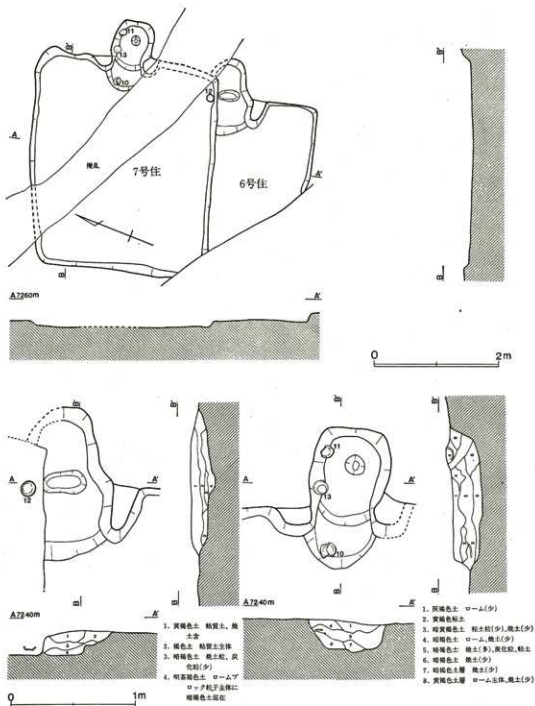 B'
11
13
10
12
A
A'
攪乱
7号住
6号住
B
B'
B
A 7260m
A'
0
2m
B'
B'
A
A'
12
B
B
A 7240m
A'
1. 黄褐色土 粘質土、焼
土含
2. 褐色土 粘質土主体
3. 暗褐色土 焼土粒、炭
化粒(少)
4. 明茶褐色土 ロームブ
ロック粒子主体に
暗褐色土混在
0
1m
B'
B'
11
13
10
A
A'
B
B
A 7240m
A'
1. 灰褐色土 ローム(少)
2. 黄褐色粘土
3. 暗黄褐色土 粘土粒(少)、焼土(少)
4. 暗褐色土 ローム、焼土(少)
5. 暗褐色土 焼土(多)、炭化粒、粘土
6. 暗褐色土 焼土(少)
7. 暗褐色土層 焼土(少)
8. 黄褐色土層 ローム主体、焼土(少)